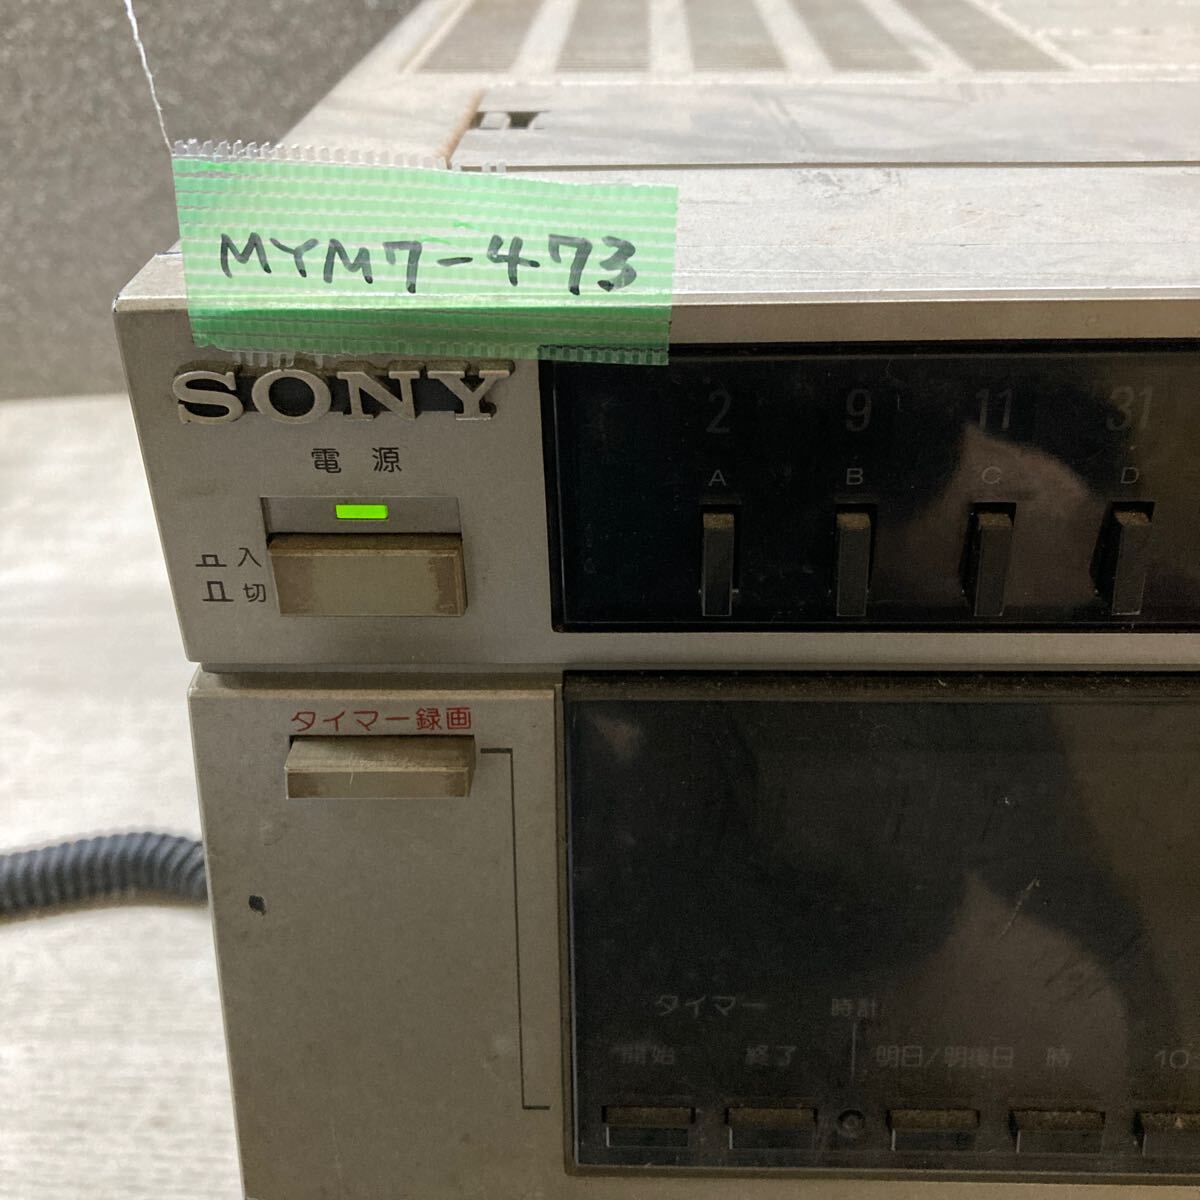 MYM7-473
SONY
電源
入
切
2 9 11 31
A B C D
タイマー録画
タイマー 時計
開始 終了 明日/明後日 時 10